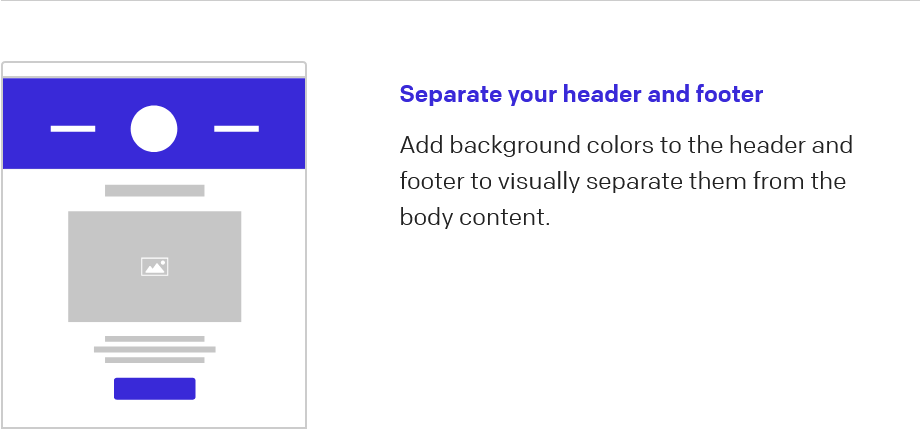 Separate your header and footer
Add background colors to the header and
footer to visually separate them from the
body content.